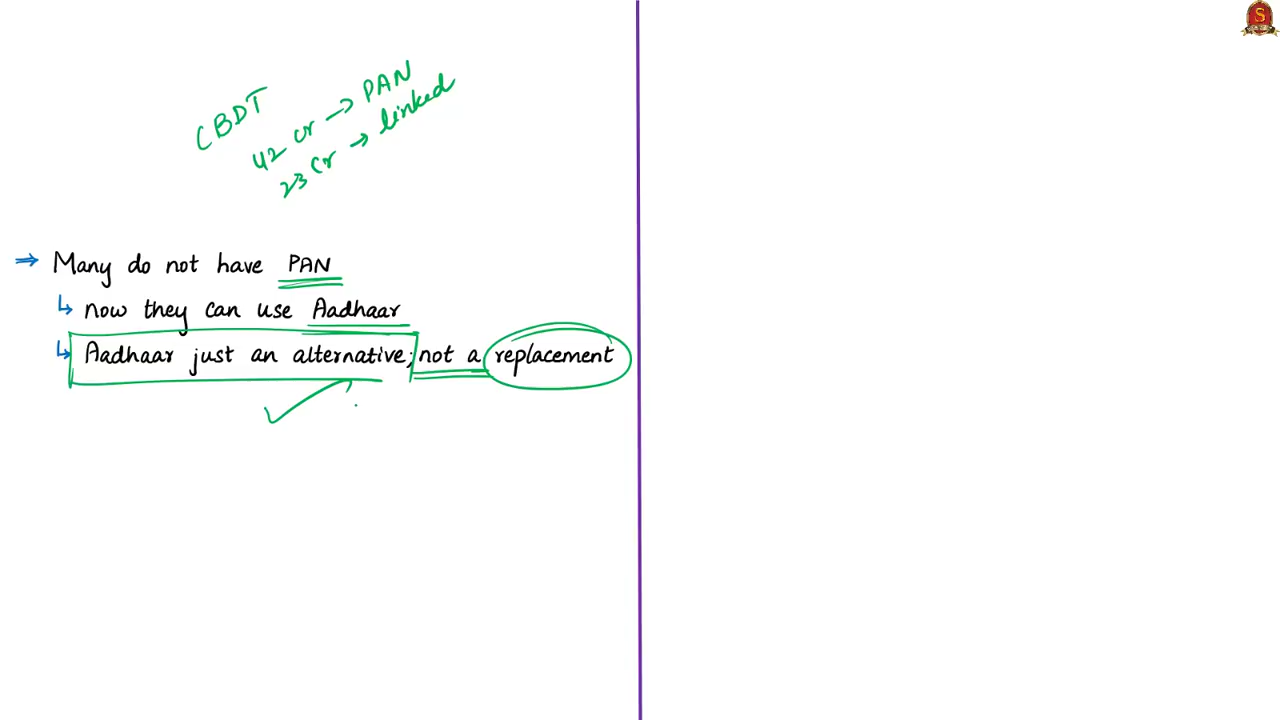 CBDT
42 cr → PAN
23 cr → linked
⇒ Many do not have PAN
↳ now they can use Aadhaar
↳ Aadhaar just an alternative; not a replacement
S